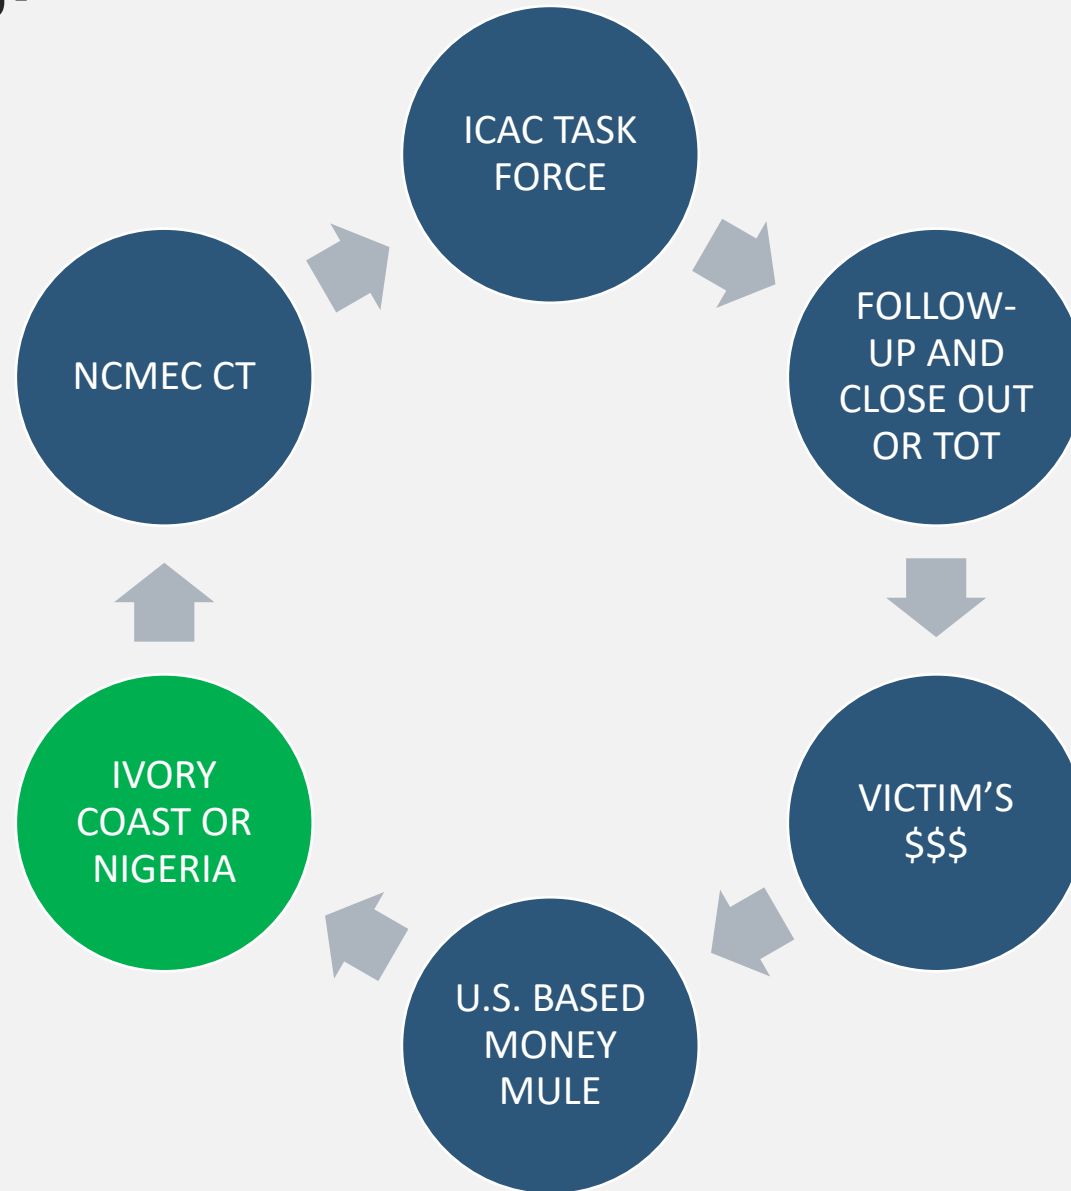 ICAC TASK
FORCE
FOLLOW-
UP AND
CLOSE OUT
OR TOT
VICTIM’S
$$$
U.S. BASED
MONEY
MULE
IVORY
COAST OR
NIGERIA
NCMEC CT